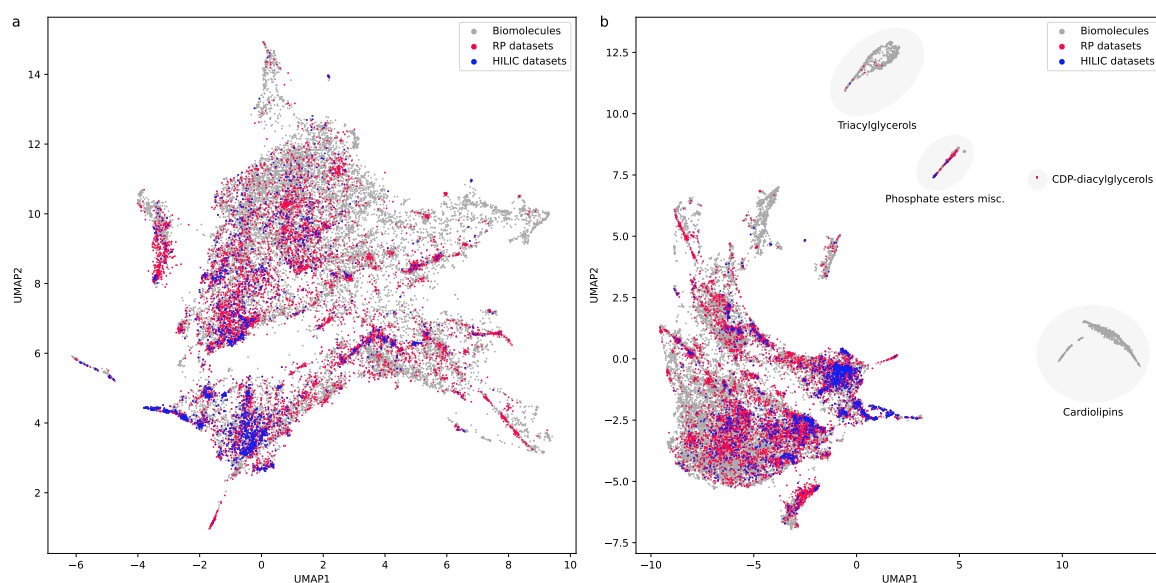 a
Biomolecules
RP datasets
HILIC datasets
14
12
10
8
6
4
2
UMAP2
−6
−4
−2
0
2
4
6
8
10
UMAP1
b
Biomolecules
RP datasets
HILIC datasets
Triacylglycerols
Phosphate esters misc.
CDP-diacylglycerols
Cardiolipins
12.5
10.0
7.5
5.0
2.5
0.0
−2.5
−5.0
−7.5
UMAP2
−10
−5
0
5
10
UMAP1